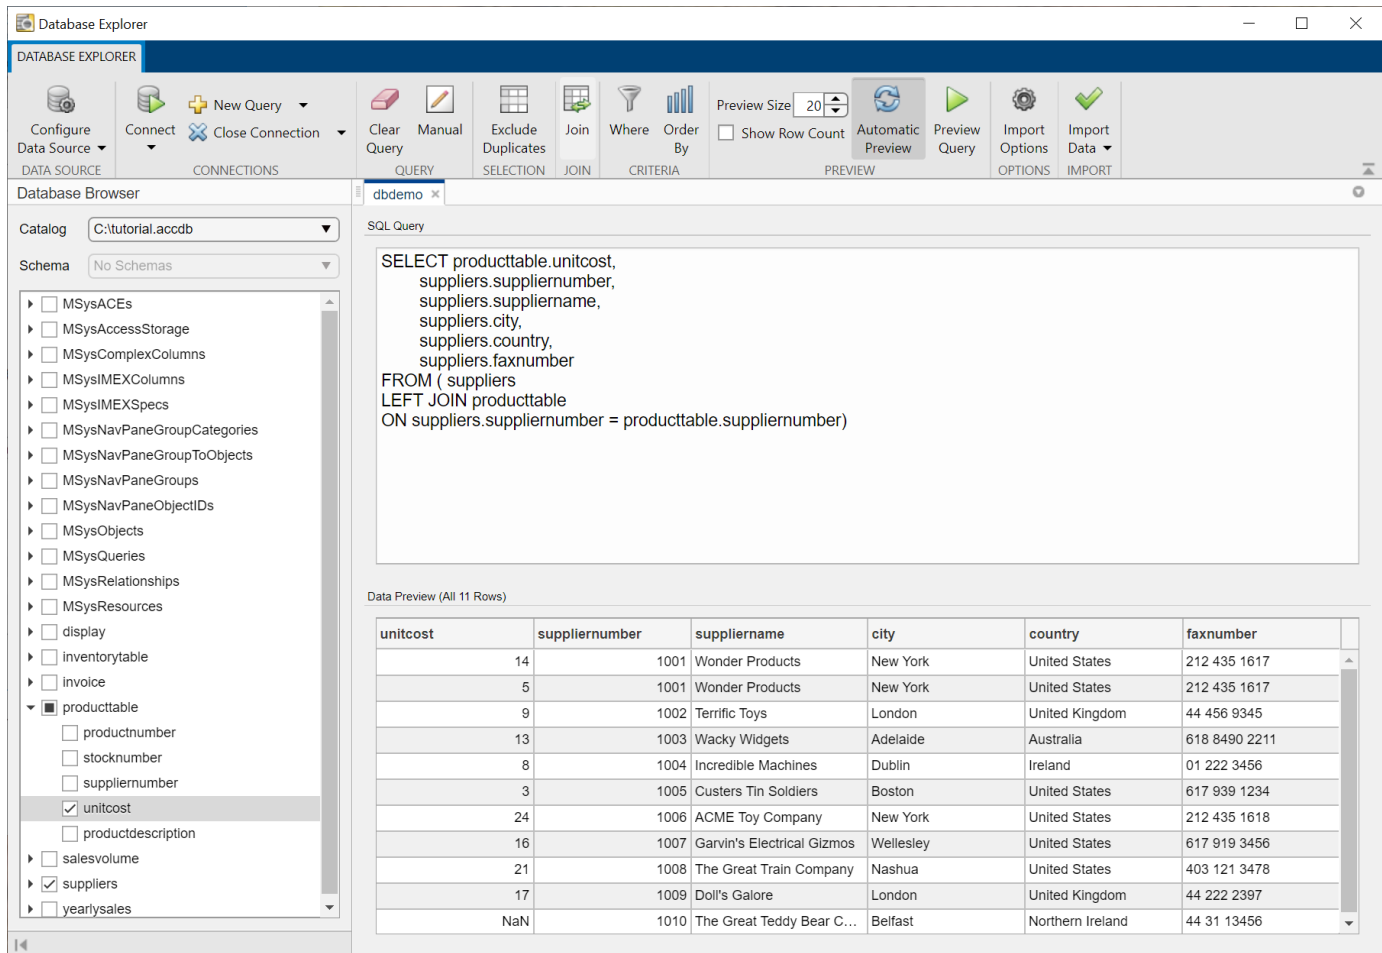 Database Explorer
DATABASE EXPLORER
Configure Data Source
Connect
New Query
Close Connection
Clear Query
Manual
Exclude Duplicates
Join
Where
Order By
Preview Size 20
Show Row Count
Automatic Preview
Preview Query
Import Options
Import Data
DATA SOURCE CONNECTIONS QUERY SELECTION JOIN CRITERIA PREVIEW OPTIONS IMPORT
Database Browser
Catalog C:\tutorial.accdb
Schema No Schemas
MSysACEs
MSysAccessStorage
MSysComplexColumns
MSysIMEXColumns
MSysIMEXSpecs
MSysNavPaneGroupCategories
MSysNavPaneGroupToObjects
MSysNavPaneGroups
MSysNavPaneObjectIDs
MSysObjects
MSysQueries
MSysRelationships
MSysResources
display
inventorytable
invoice
producttable
productnumber
stocknumber
suppliernumber
unitcost
productdescription
salesvolume
suppliers
yearlysales
dbdemo
SQL Query
SELECT producttable.unitcost,
suppliers.suppliernumber,
suppliers.suppliername,
suppliers.city,
suppliers.country,
suppliers.faxnumber
FROM ( suppliers
LEFT JOIN producttable
ON suppliers.suppliernumber = producttable.suppliernumber)
Data Preview (All 11 Rows)
unitcost suppliernumber suppliername city country faxnumber
14 1001 Wonder Products New York United States 212 435 1617
5 1001 Wonder Products New York United States 212 435 1617
9 1002 Terrific Toys London United Kingdom 44 456 9345
13 1003 Wacky Widgets Adelaide Australia 618 8490 2211
8 1004 Incredible Machines Dublin Ireland 01 222 3456
3 1005 Custers Tin Soldiers Boston United States 617 939 1234
24 1006 ACME Toy Company New York United States 212 435 1618
16 1007 Garvin's Electrical Gizmos Wellesley United States 617 919 3456
21 1008 The Great Train Company Nashua United States 403 121 3478
17 1009 Doll's Galore London United Kingdom 44 222 2397
NaN 1010 The Great Teddy Bear C... Belfast Northern Ireland 44 31 13456